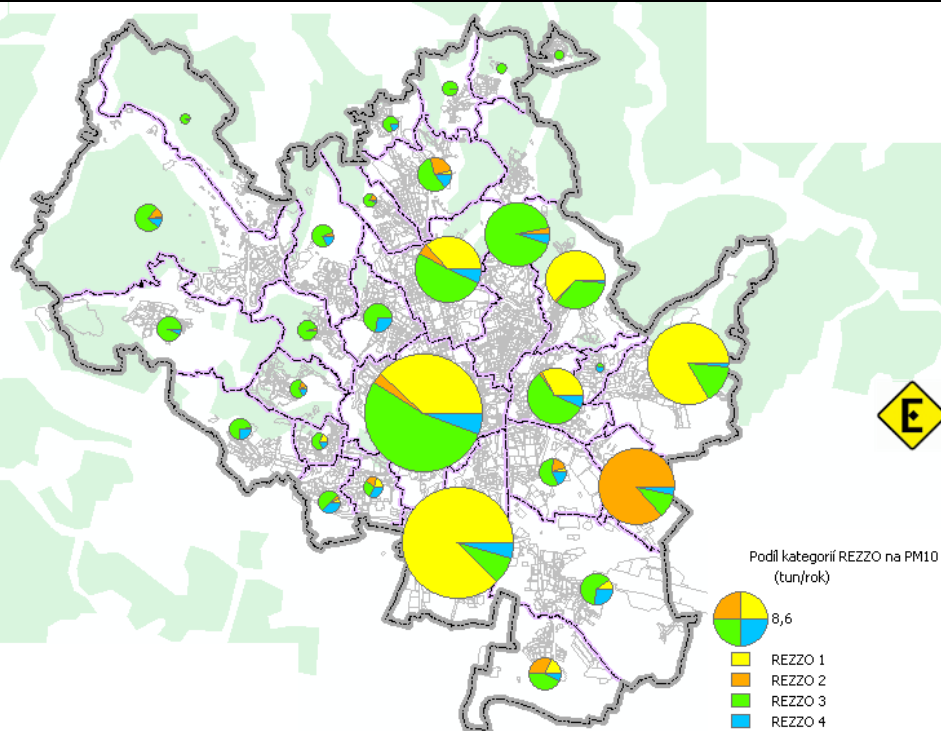 E
Podíl kategorií REZZO na PM10
(tun/rok)
8,6
REZZO 1
REZZO 2
REZZO 3
REZZO 4